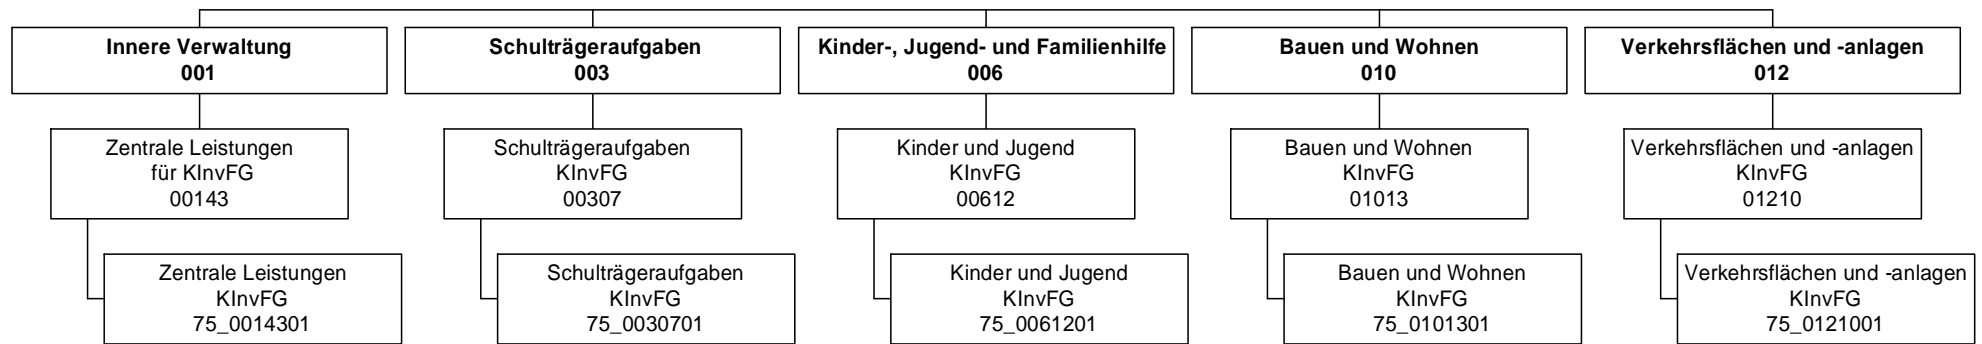 Innere Verwaltung
001
Schulträgeraufgaben
003
Kinder-, Jugend- und Familienhilfe
006
Bauen und Wohnen
010
Verkehrsflächen und -anlagen
012
Zentrale Leistungen
für KInvFG
00143
Schulträgeraufgaben
KInvFG
00307
Kinder und Jugend
KInvFG
00612
Bauen und Wohnen
KInvFG
01013
Verkehrsflächen und -anlagen
KInvFG
01210
Zentrale Leistungen
KInvFG
75_0014301
Schulträgeraufgaben
KInvFG
75_0030701
Kinder und Jugend
KInvFG
75_0061201
Bauen und Wohnen
KInvFG
75_0101301
Verkehrsflächen und -anlagen
KInvFG
75_0121001